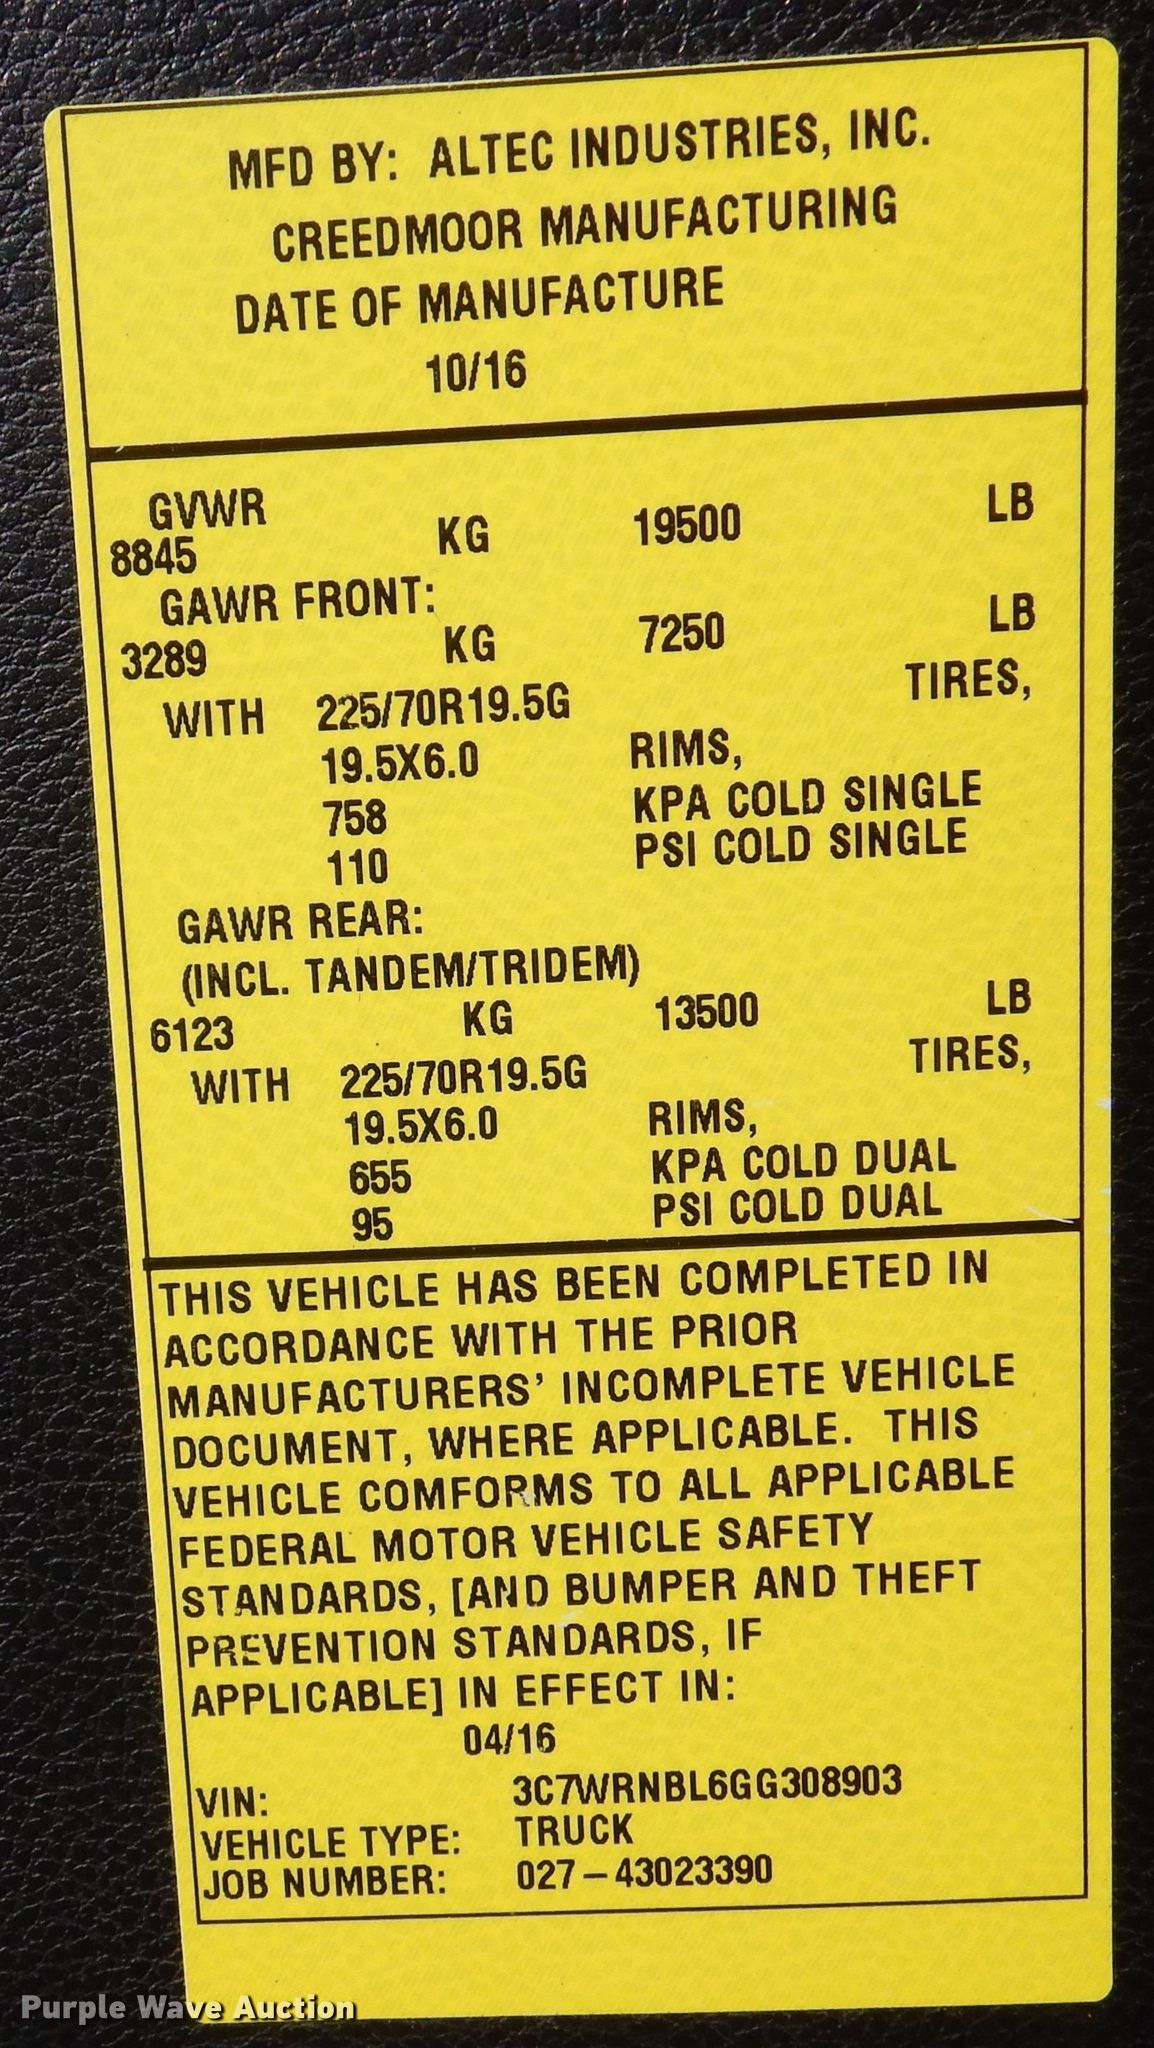 MFD BY: ALTEC INDUSTRIES, INC.
CREEDMOOR MANUFACTURING
DATE OF MANUFACTURE
10/16
GVWR
8845 KG 19500 LB
GAWR FRONT:
3289 KG 7250 LB
WITH 225/70R19.5G TIRES,
19.5X6.0 RIMS,
758 KPA COLD SINGLE
110 PSI COLD SINGLE
GAWR REAR:
(INCL. TANDEM/TRIDEM)
6123 KG 13500 LB
WITH 225/70R19.5G TIRES,
19.5X6.0 RIMS,
655 KPA COLD DUAL
95 PSI COLD DUAL
THIS VEHICLE HAS BEEN COMPLETED IN
ACCORDANCE WITH THE PRIOR
MANUFACTURERS' INCOMPLETE VEHICLE
DOCUMENT, WHERE APPLICABLE. THIS
VEHICLE COMFORMS TO ALL APPLICABLE
FEDERAL MOTOR VEHICLE SAFETY
STANDARDS, [AND BUMPER AND THEFT
PREVENTION STANDARDS, IF
APPLICABLE] IN EFFECT IN:
04/16
VIN: 3C7WRNBL6GG308903
VEHICLE TYPE: TRUCK
JOB NUMBER: 027-43023390
Purple Wave Auction